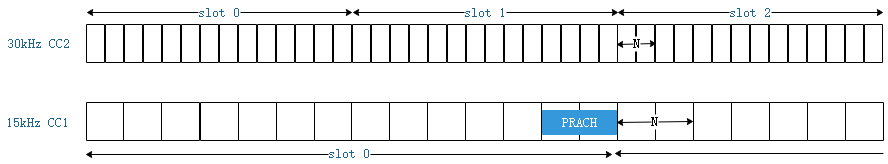 slot 0 slot 1 slot 2
30kHz CC2 N
15kHz CC1 PRACH N
slot 0